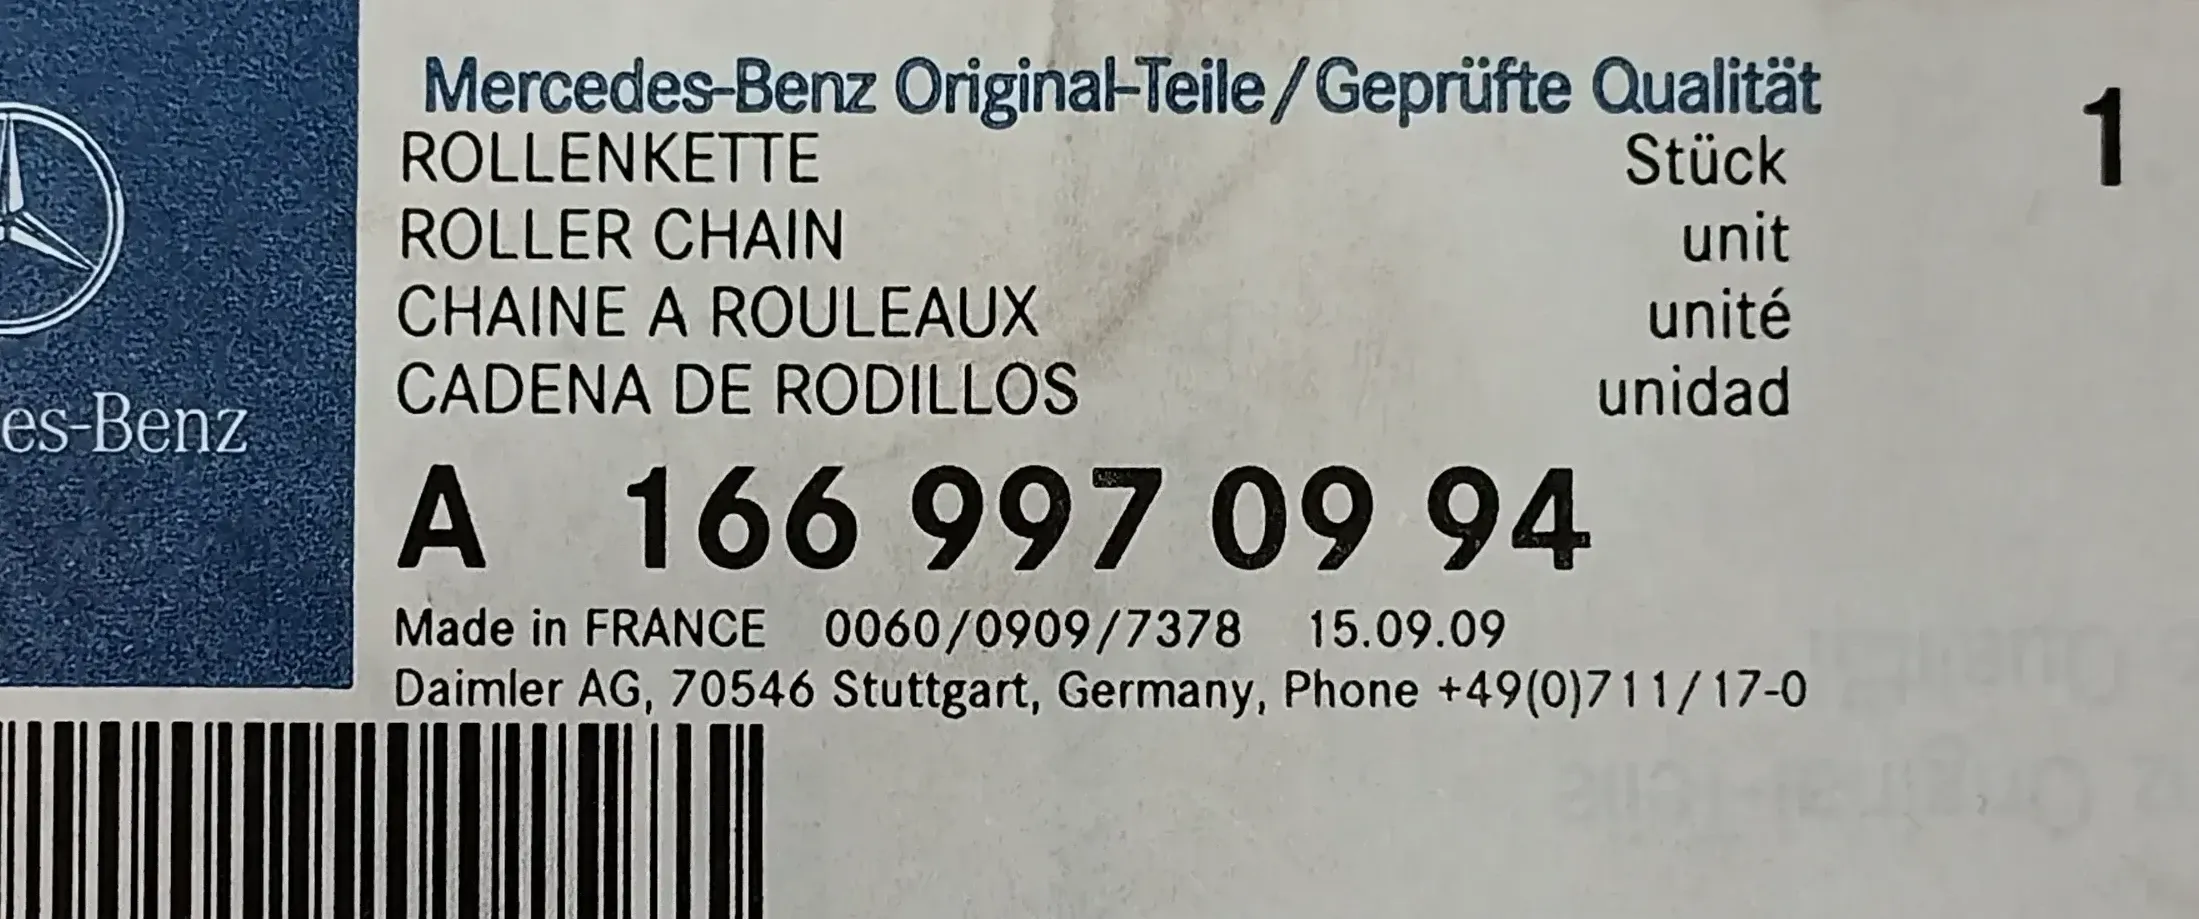 Mercedes-Benz Original-Teile/Geprüfte Qualität
ROLLENKETTE Stück 1
ROLLER CHAIN unit
CHAINE A ROULEAUX unité
CADENA DE RODILLOS unidad
es-Benz
A 166 997 09 94
Made in FRANCE 0060/0909/7378 15.09.09
Daimler AG, 70546 Stuttgart, Germany, Phone +49(0)711/17-0